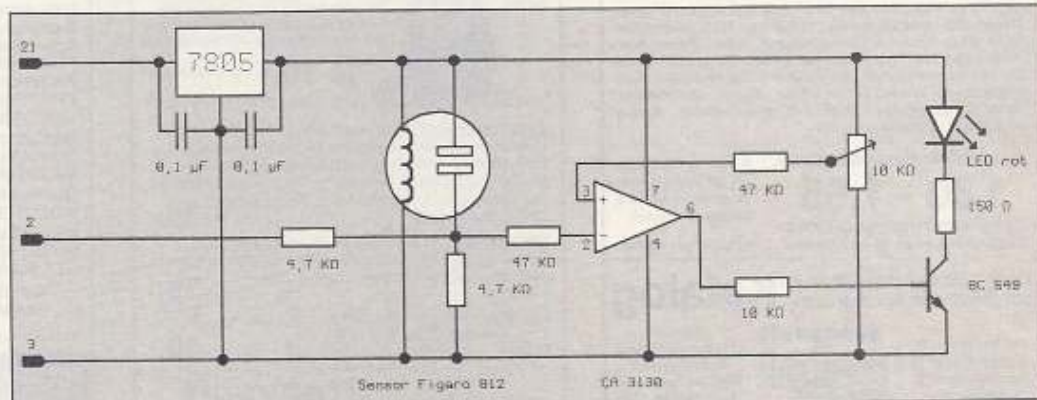 21
7805
0,1 µF
0,1 µF
2
4,7 KΩ
4,7 KΩ
47 KΩ
3
2
7
4
6
47 KΩ
10 KΩ
10 KΩ
LED rot
150 Ω
BC 549
3
Sensor Figaro 812
CA 3130